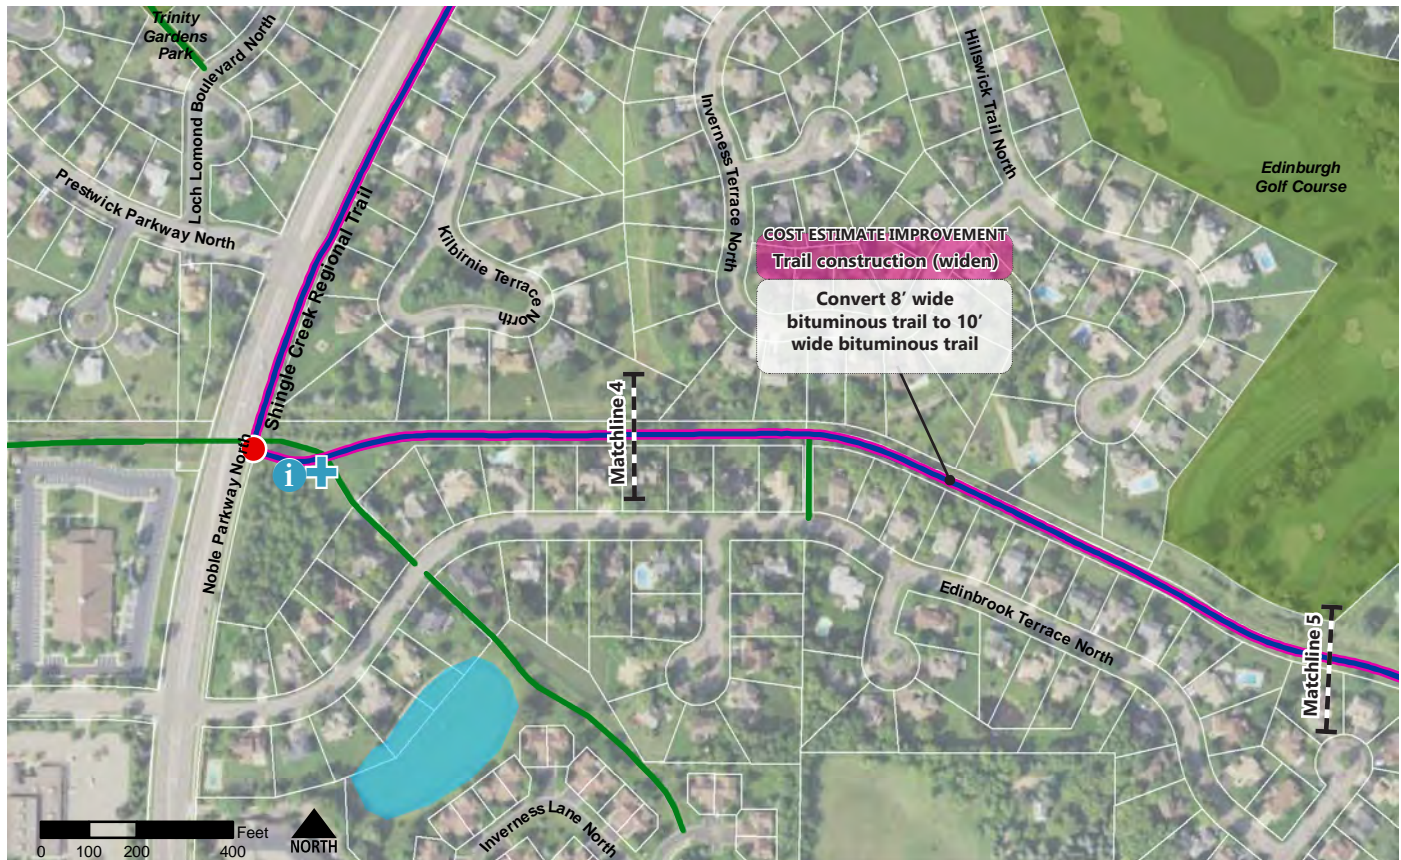 Trinity
Gardens
Park
Loch Lomond Boulevard North
Prestwick Parkway North
Shingle Creek Regional Trail
Kilbirnie Terrace
North
Inverness Terrace North
Hillswick Trail North
Edinburgh
Golf Course
COST ESTIMATE IMPROVEMENT
Trail construction (widen)
Convert 8’ wide
bituminous trail to 10’
wide bituminous trail
Matchline 4
i
Noble Parkway North
Edinbrook Terrace North
Matchline 5
Inverness Lane North
Feet
0 100 200 400
NORTH